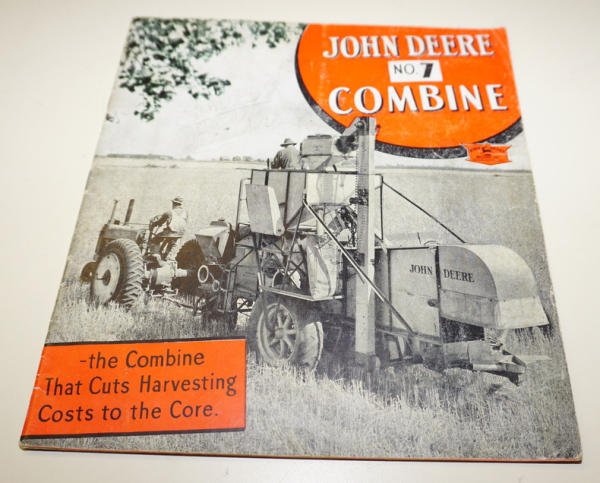 JOHN DEERE
NO. 7
COMBINE
JOHN DEERE
-the Combine
That Cuts Harvesting
Costs to the Core.